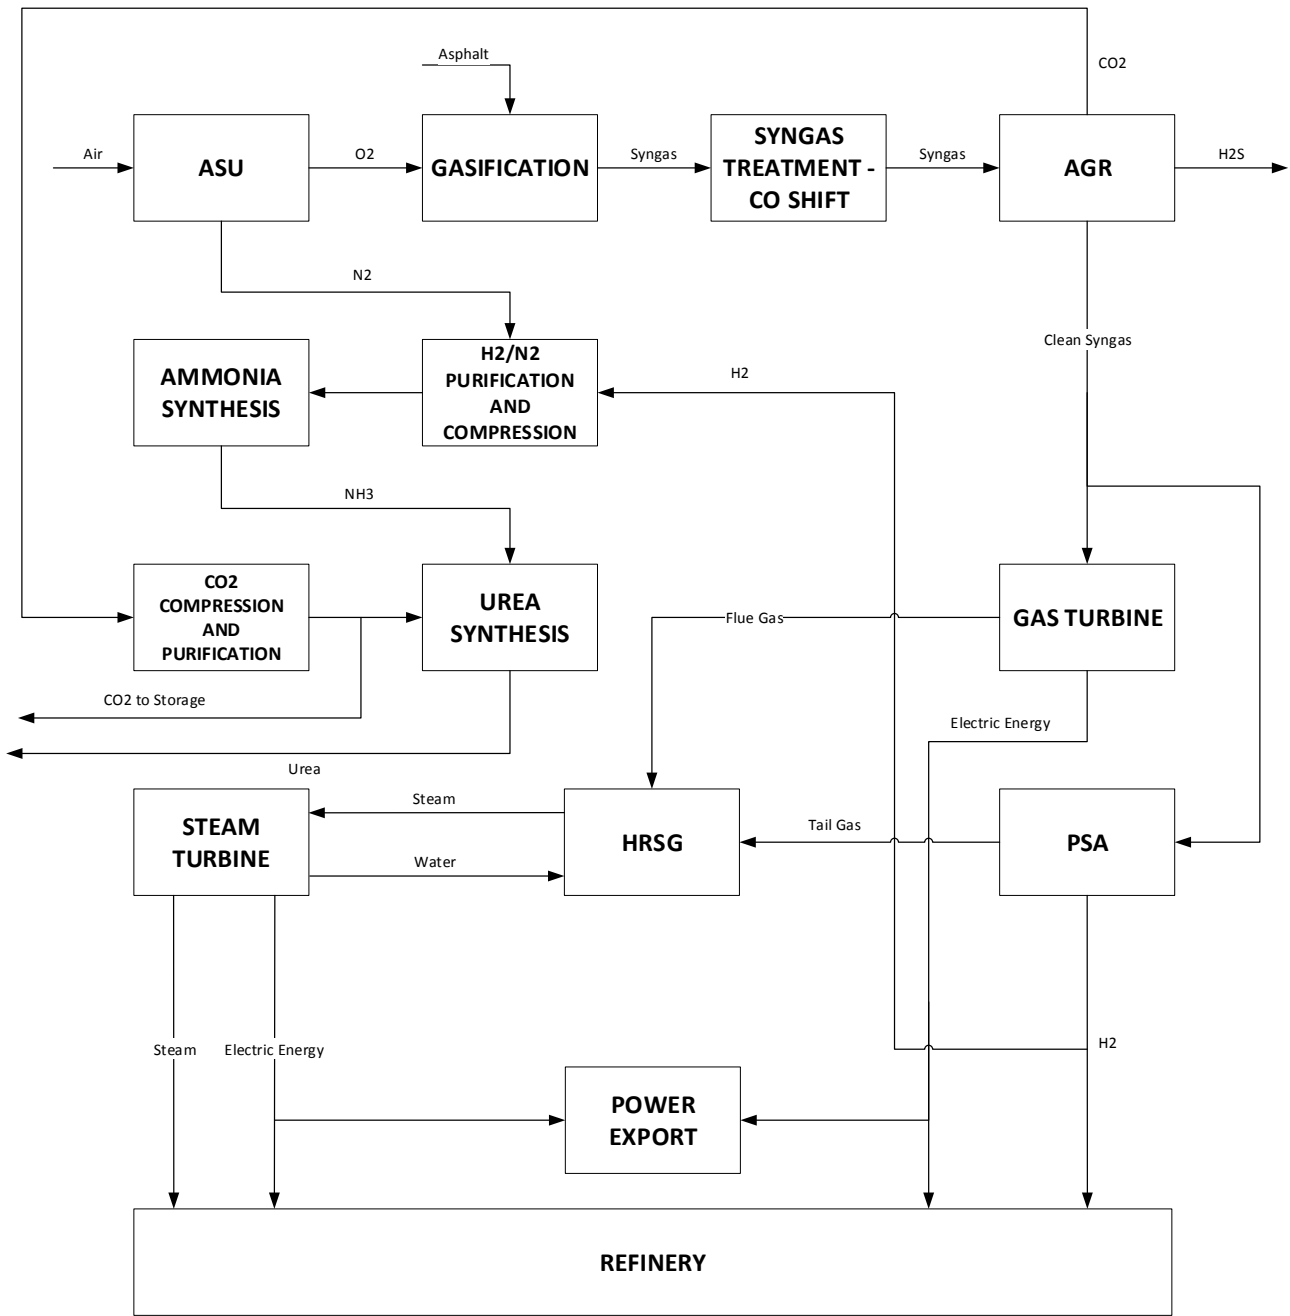 Asphalt
CO2
Air
ASU
O2
GASIFICATION
Syngas
SYNGAS
TREATMENT -
CO SHIFT
Syngas
AGR
H2S
N2
Clean Syngas
AMMONIA
SYNTHESIS
H2/N2
PURIFICATION
AND
COMPRESSION
H2
NH3
CO2
COMPRESSION
AND
PURIFICATION
UREA
SYNTHESIS
Flue Gas
GAS TURBINE
CO2 to Storage
Electric Energy
Urea
STEAM
TURBINE
Steam
Water
HRSG
Tail Gas
PSA
Steam
Electric Energy
H2
POWER
EXPORT
REFINERY